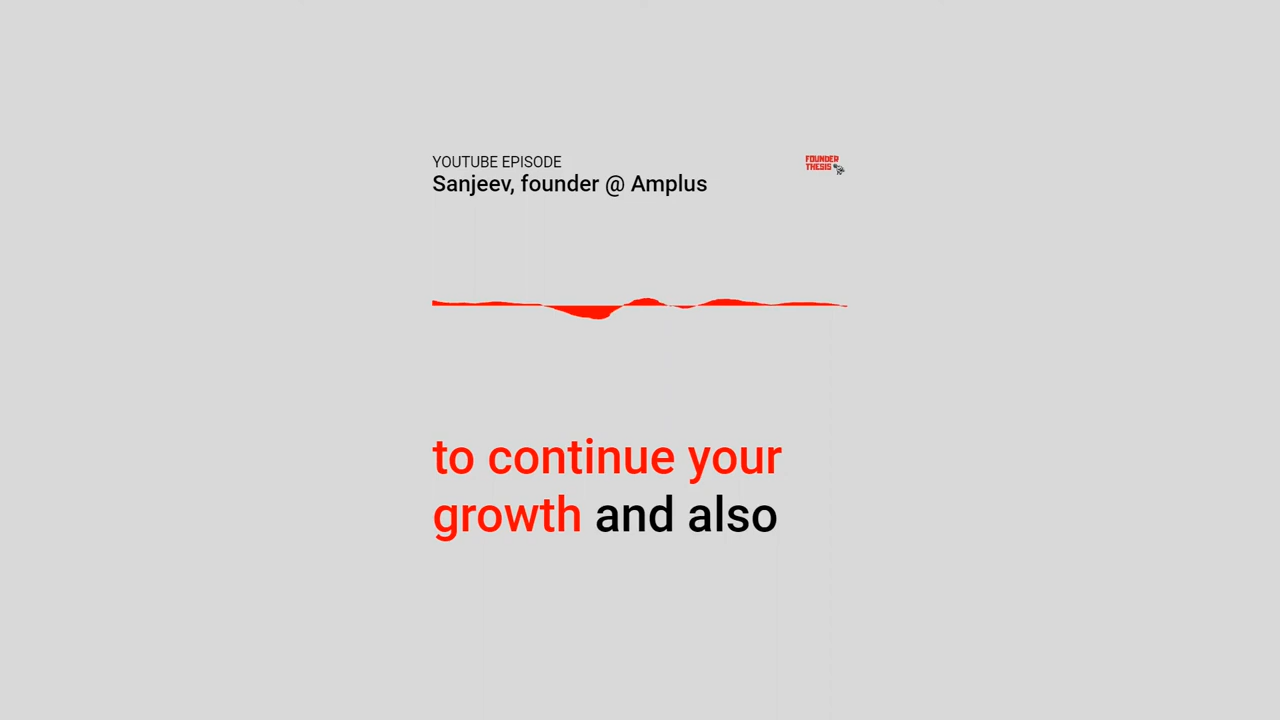 YOUTUBE EPISODE
Sanjeev, founder @ Amplus
FOUNDER
THESIS
to continue your
growth and also